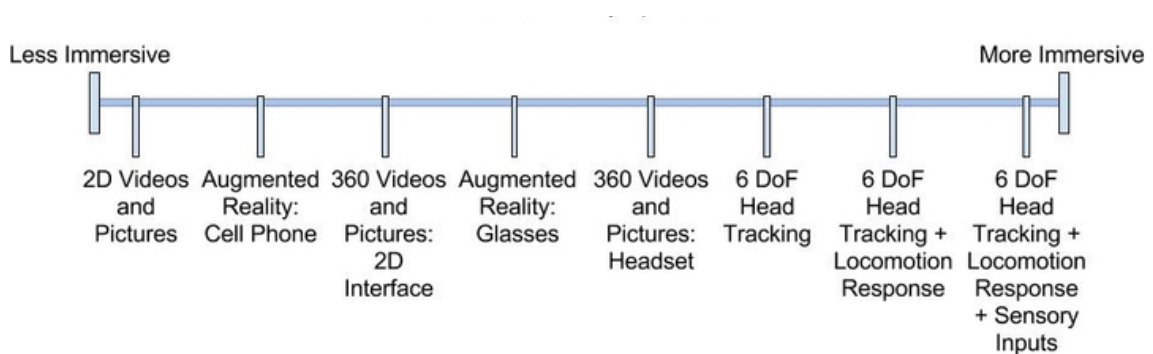 Less Immersive
More Immersive
2D Videos
and
Pictures
Augmented
Reality:
Cell Phone
360 Videos
and
Pictures:
2D
Interface
Augmented
Reality:
Glasses
360 Videos
and
Pictures:
Headset
6 DoF
Head
Tracking
6 DoF
Head
Tracking +
Locomotion
Response
6 DoF
Head
Tracking +
Locomotion
Response
+ Sensory
Inputs